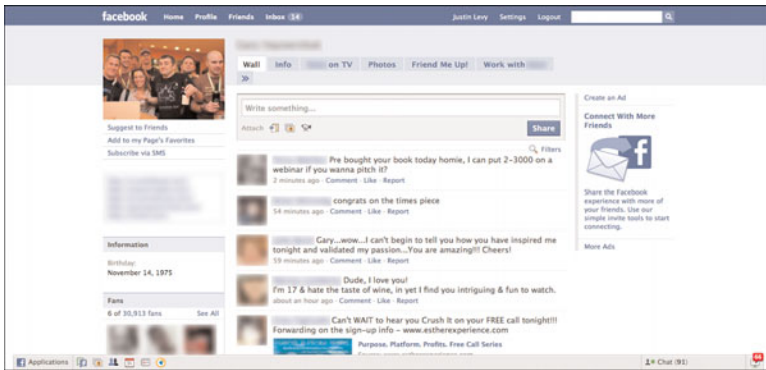 facebook Home Profile Friends Inbox 14 Justin Levy Settings Logout
Wall Info on TV Photos Friend Me Up! Work with
»
Write something...
Attach
Share
Filters
Suggest to Friends
Add to my Page's Favorites
Subscribe via SMS
Information
Birthday:
November 14, 1975
Fans
6 of 30,913 fans See All
Pre bought your book today homie, I can put 2-3000 on a
webinar if you wanna pitch it?
2 minutes ago · Comment · Like · Report
congrats on the times piece
54 minutes ago · Comment · Like · Report
Gary...wow...I can't begin to tell you how you have inspired me
tonight and validated my passion...You are amazing!!! Cheers!
59 minutes ago · Comment · Like · Report
Dude, I love you!
I'm 17 & hate the taste of wine, in yet I find you intriguing & fun to watch.
about an hour ago · Comment · Like · Report
Can't WAIT to hear you Crush It on your FREE call tonight!!!
Forwarding on the sign-up info - www.estherexperience.com
Purpose. Platform. Profits. Free Call Series
Create an Ad
Connect With More
Friends
Share the Facebook
experience with more of
your friends. Use our
simple invite tools to start
connecting.
More Ads
Applications
Chat (91)